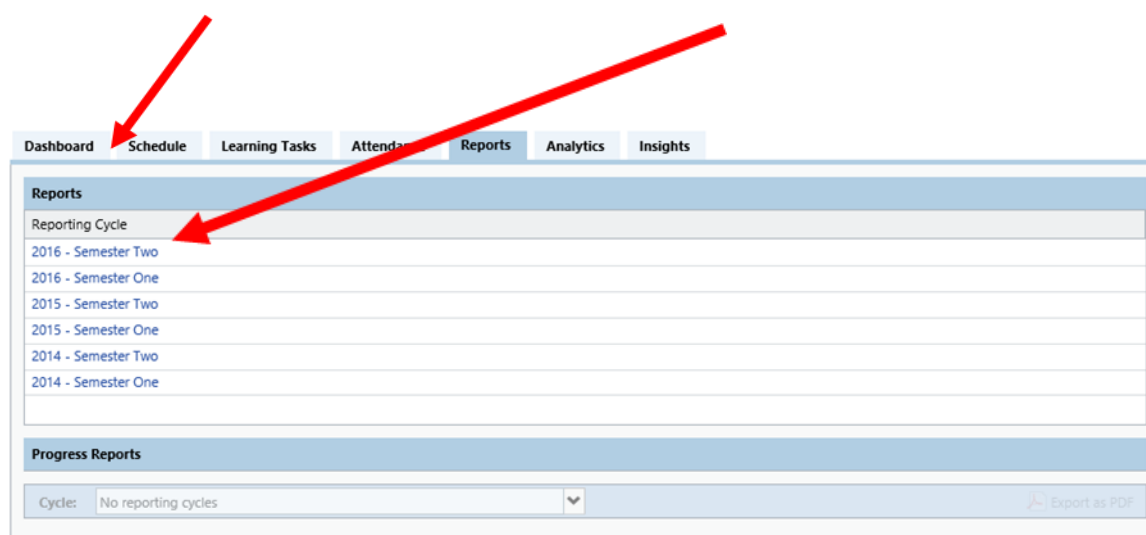 Dashboard Schedule Learning Tasks Attendance Reports Analytics Insights
Reports
Reporting Cycle
2016 - Semester Two
2016 - Semester One
2015 - Semester Two
2015 - Semester One
2014 - Semester Two
2014 - Semester One
Progress Reports
Cycle: No reporting cycles Export as PDF